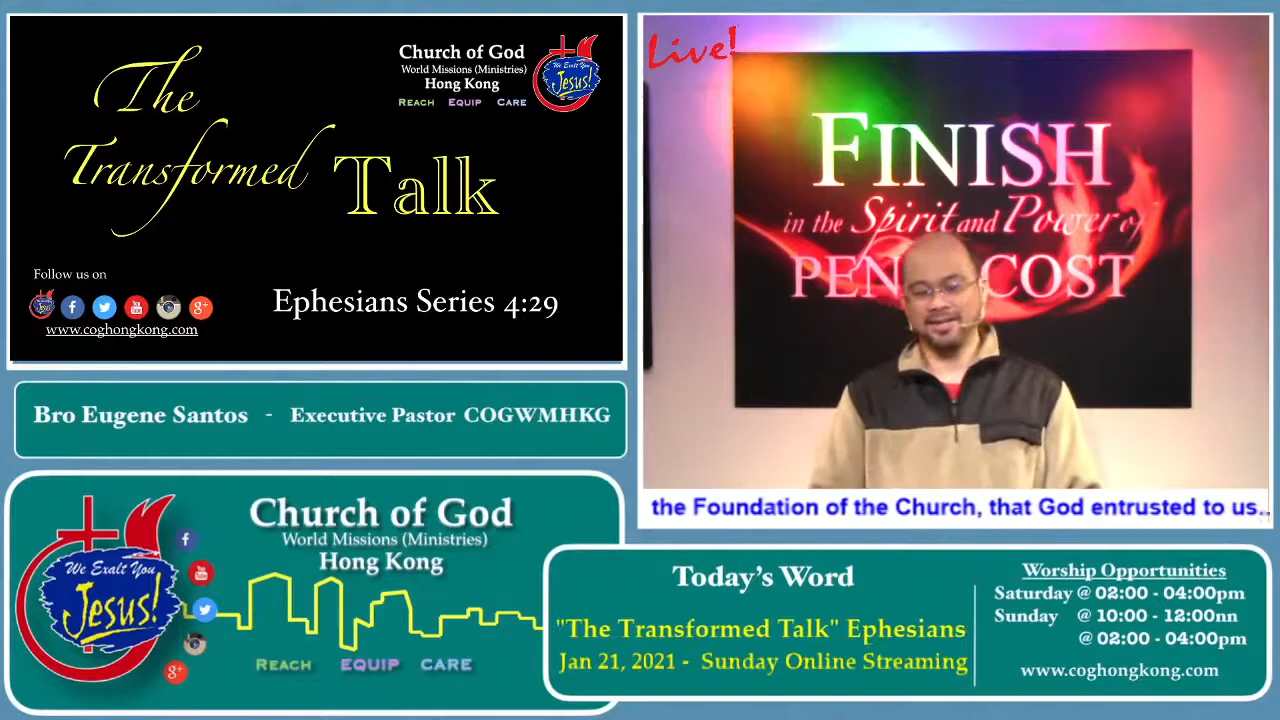 The
Transformed Talk
Church of God
World Missions (Ministries)
Hong Kong
REACH EQUIP CARE
We Exalt You
Jesus!
Follow us on
www.coghongkong.com
Ephesians Series 4:29
Live!
FINISH
in the Spirit and Power of
PEN COST
the Foundation of the Church, that God entrusted to us..
Bro Eugene Santos - Executive Pastor COGWMHKG
We Exalt You
Jesus!
Church of God
World Missions (Ministries)
Hong Kong
REACH EQUIP CARE
Today's Word
"The Transformed Talk" Ephesians
Jan 21, 2021 - Sunday Online Streaming
Worship Opportunities
Saturday @ 02:00 - 04:00pm
Sunday @ 10:00 - 12:00nn
@ 02:00 - 04:00pm
www.coghongkong.com